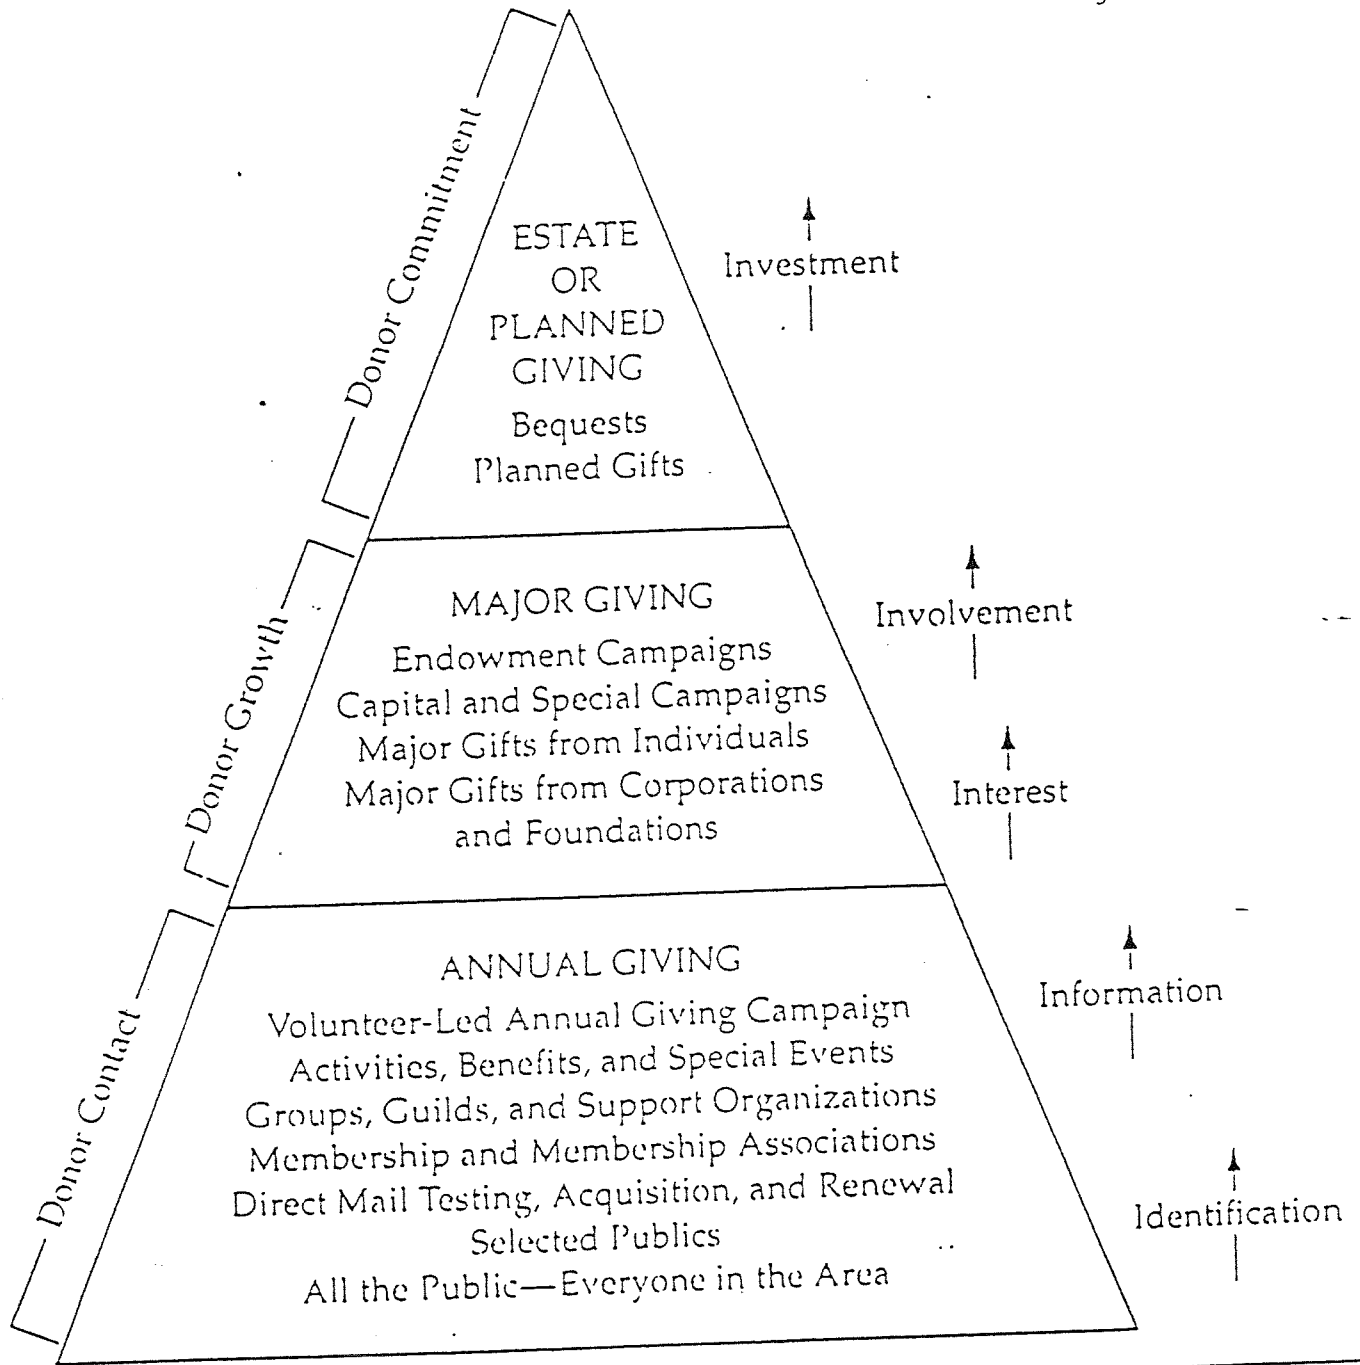 Donor Commitment
ESTATE
OR
PLANNED
GIVING
Bequests
Planned Gifts
Investment
Donor Growth
MAJOR GIVING
Endowment Campaigns
Capital and Special Campaigns
Major Gifts from Individuals
Major Gifts from Corporations
and Foundations
Involvement
Interest
Donor Contact
ANNUAL GIVING
Volunteer-Led Annual Giving Campaign
Activities, Benefits, and Special Events
Groups, Guilds, and Support Organizations
Membership and Membership Associations
Direct Mail Testing, Acquisition, and Renewal
Selected Publics
All the Public—Everyone in the Area
Information
Identification